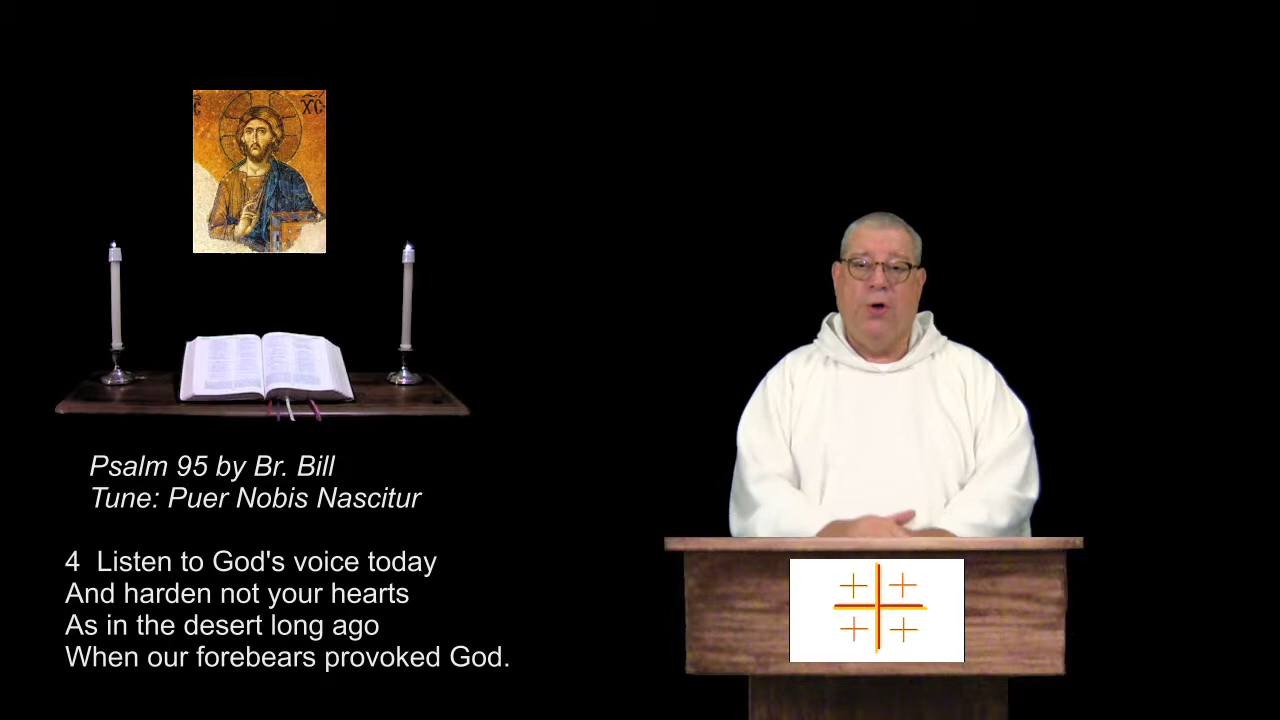 XC
Psalm 95 by Br. Bill
Tune: Puer Nobis Nascitur
4 Listen to God's voice today
And harden not your hearts
As in the desert long ago
When our forebears provoked God.